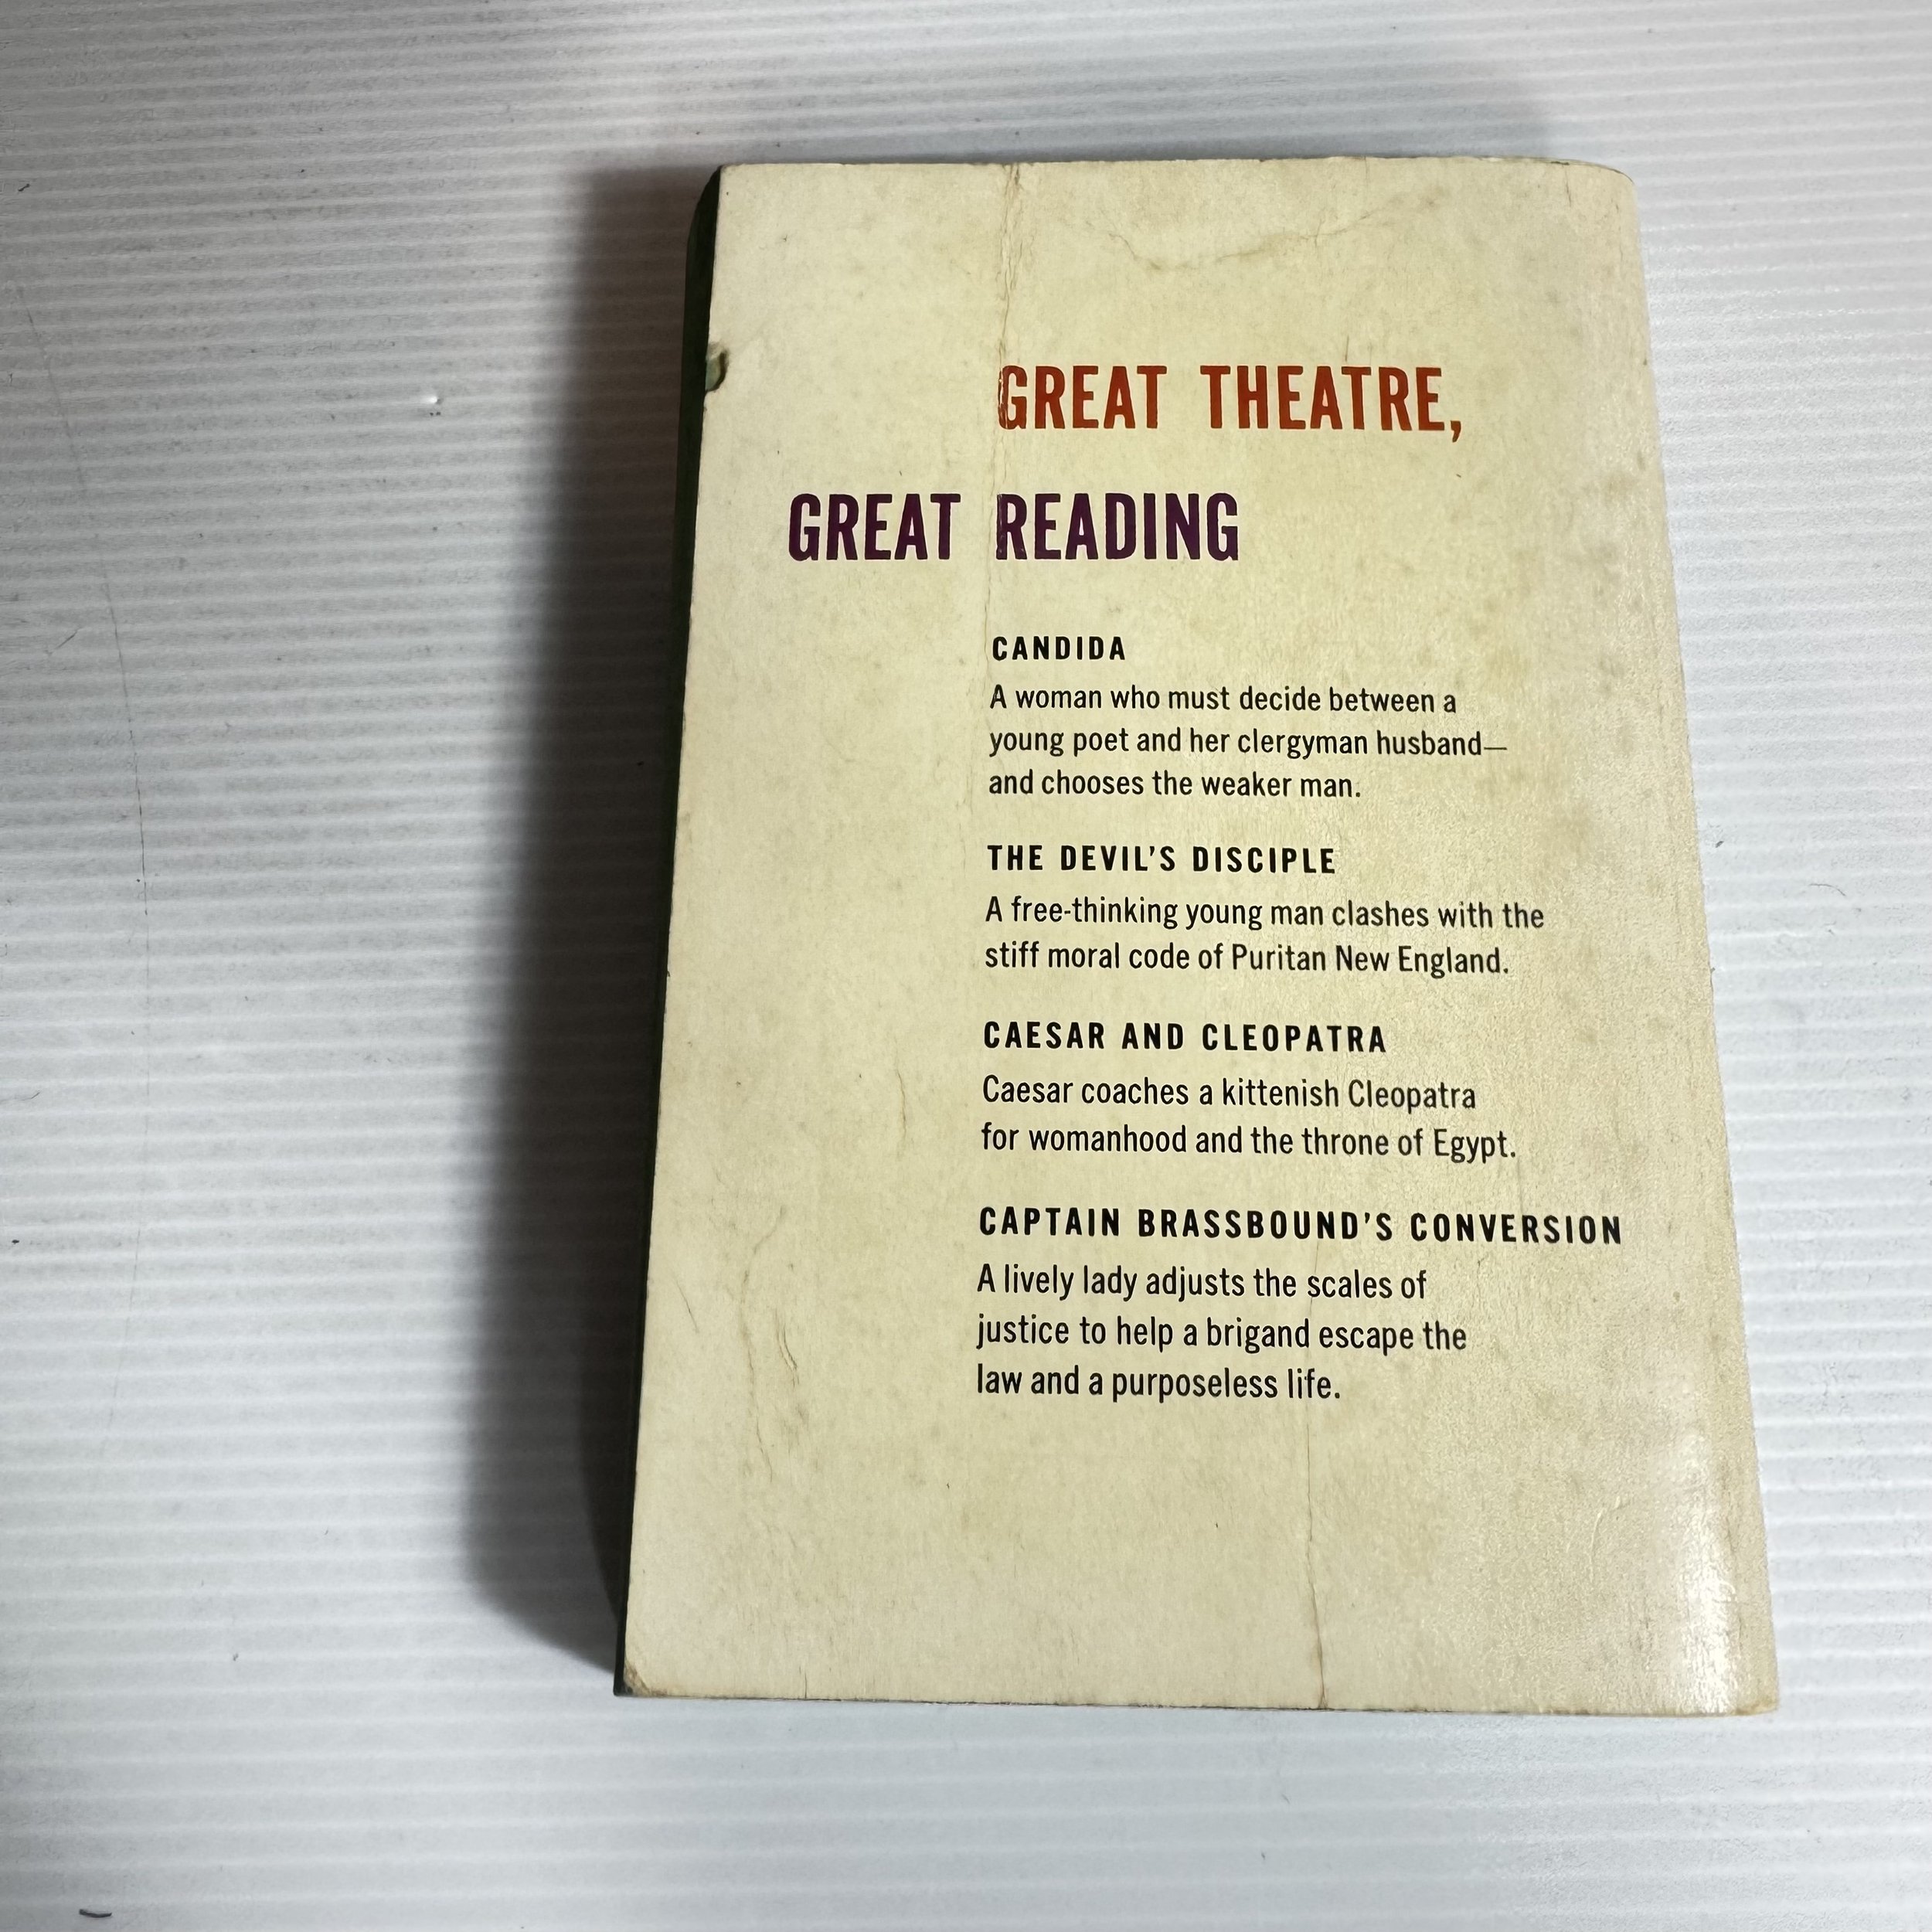 GREAT THEATRE,
GREAT READING
CANDIDA
A woman who must decide between a
young poet and her clergyman husband—
and chooses the weaker man.
THE DEVIL'S DISCIPLE
A free-thinking young man clashes with the
stiff moral code of Puritan New England.
CAESAR AND CLEOPATRA
Caesar coaches a kittenish Cleopatra
for womanhood and the throne of Egypt.
CAPTAIN BRASSBOUND'S CONVERSION
A lively lady adjusts the scales of
justice to help a brigand escape the
law and a purposeless life.